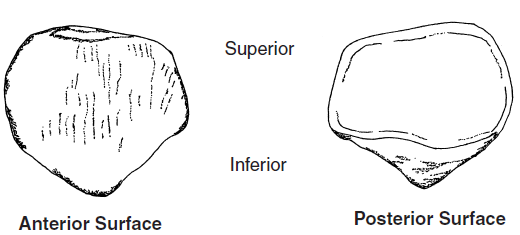 Superior
Inferior
Anterior Surface
Posterior Surface